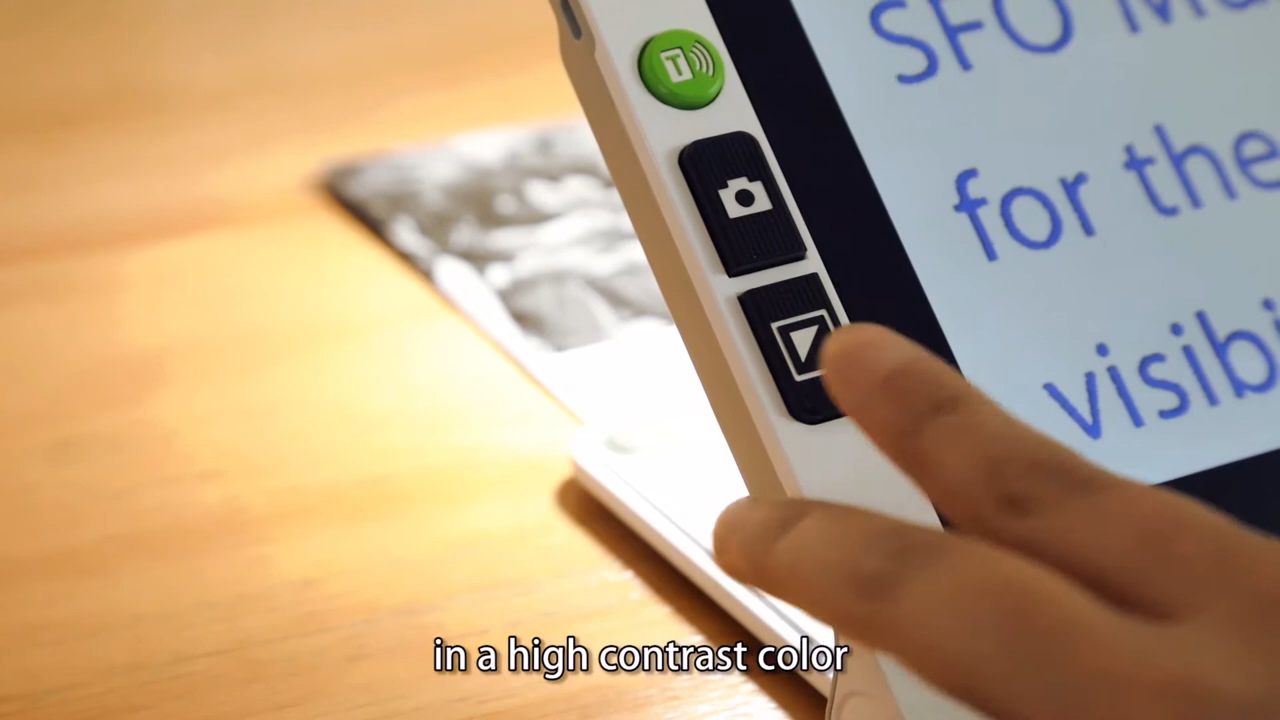 T
SFO
for the
visibi
in a high contrast color